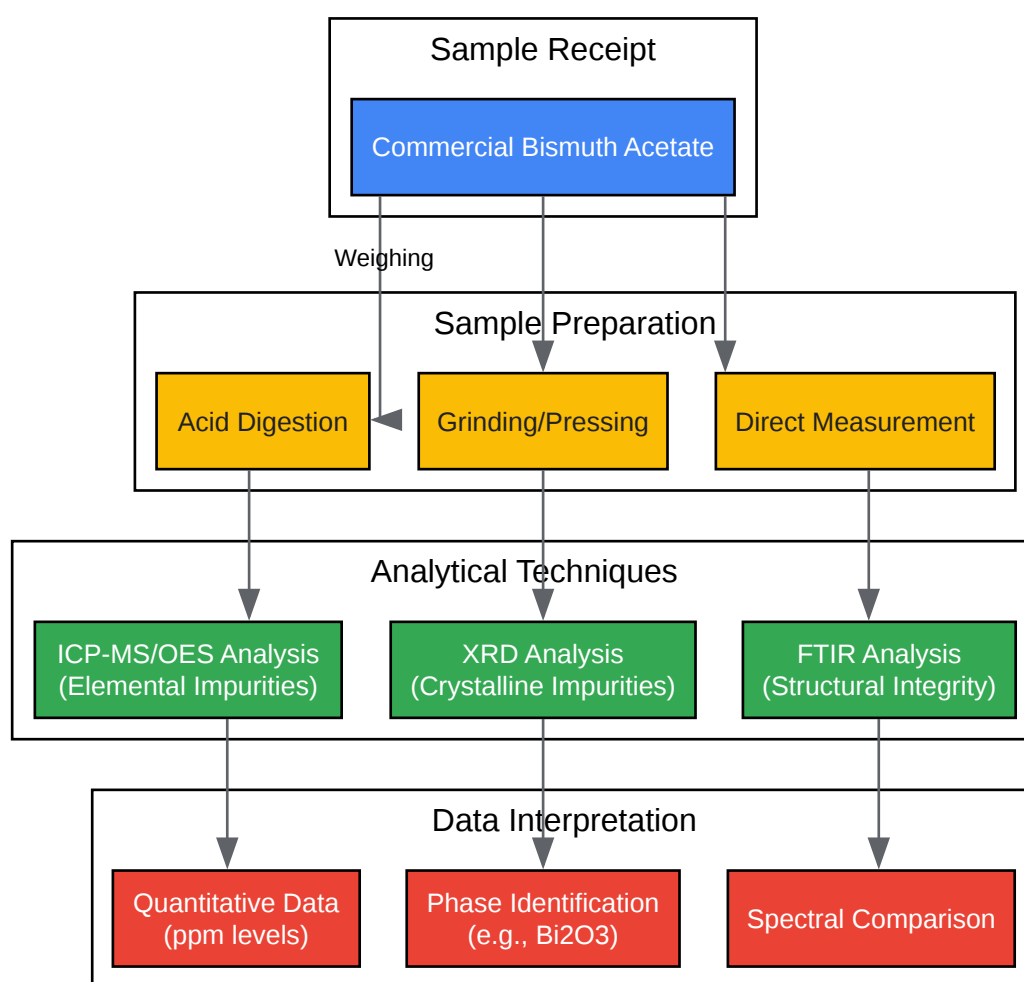 Sample Receipt
Commercial Bismuth Acetate
Weighing
Sample Preparation
Acid Digestion
Grinding/Pressing
Direct Measurement
Analytical Techniques
ICP-MS/OES Analysis
(Elemental Impurities)
XRD Analysis
(Crystalline Impurities)
FTIR Analysis
(Structural Integrity)
Data Interpretation
Quantitative Data
(ppm levels)
Phase Identification
(e.g., Bi2O3)
Spectral Comparison